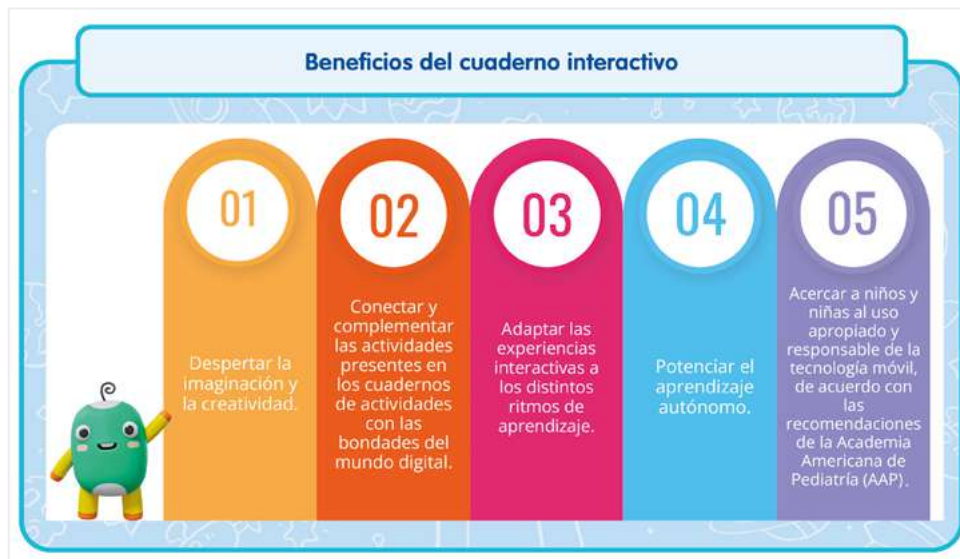 Beneficios del cuaderno interactivo
01
Despertar la
imaginación y
la creatividad.
02
Conectar y
complementar
las actividades
presentes en
los cuadernos
de actividades
con las
bondades del
mundo digital.
03
Adaptar las
experiencias
interactivas a
los distintos
ritmos de
aprendizaje.
04
Potenciar el
aprendizaje
autónomo.
05
Acercar a niños y
niñas al uso
apropiado y
responsable de la
tecnología móvil,
de acuerdo con
las
recomendaciones
de la Academia
Americana de
Pediatría (AAP).